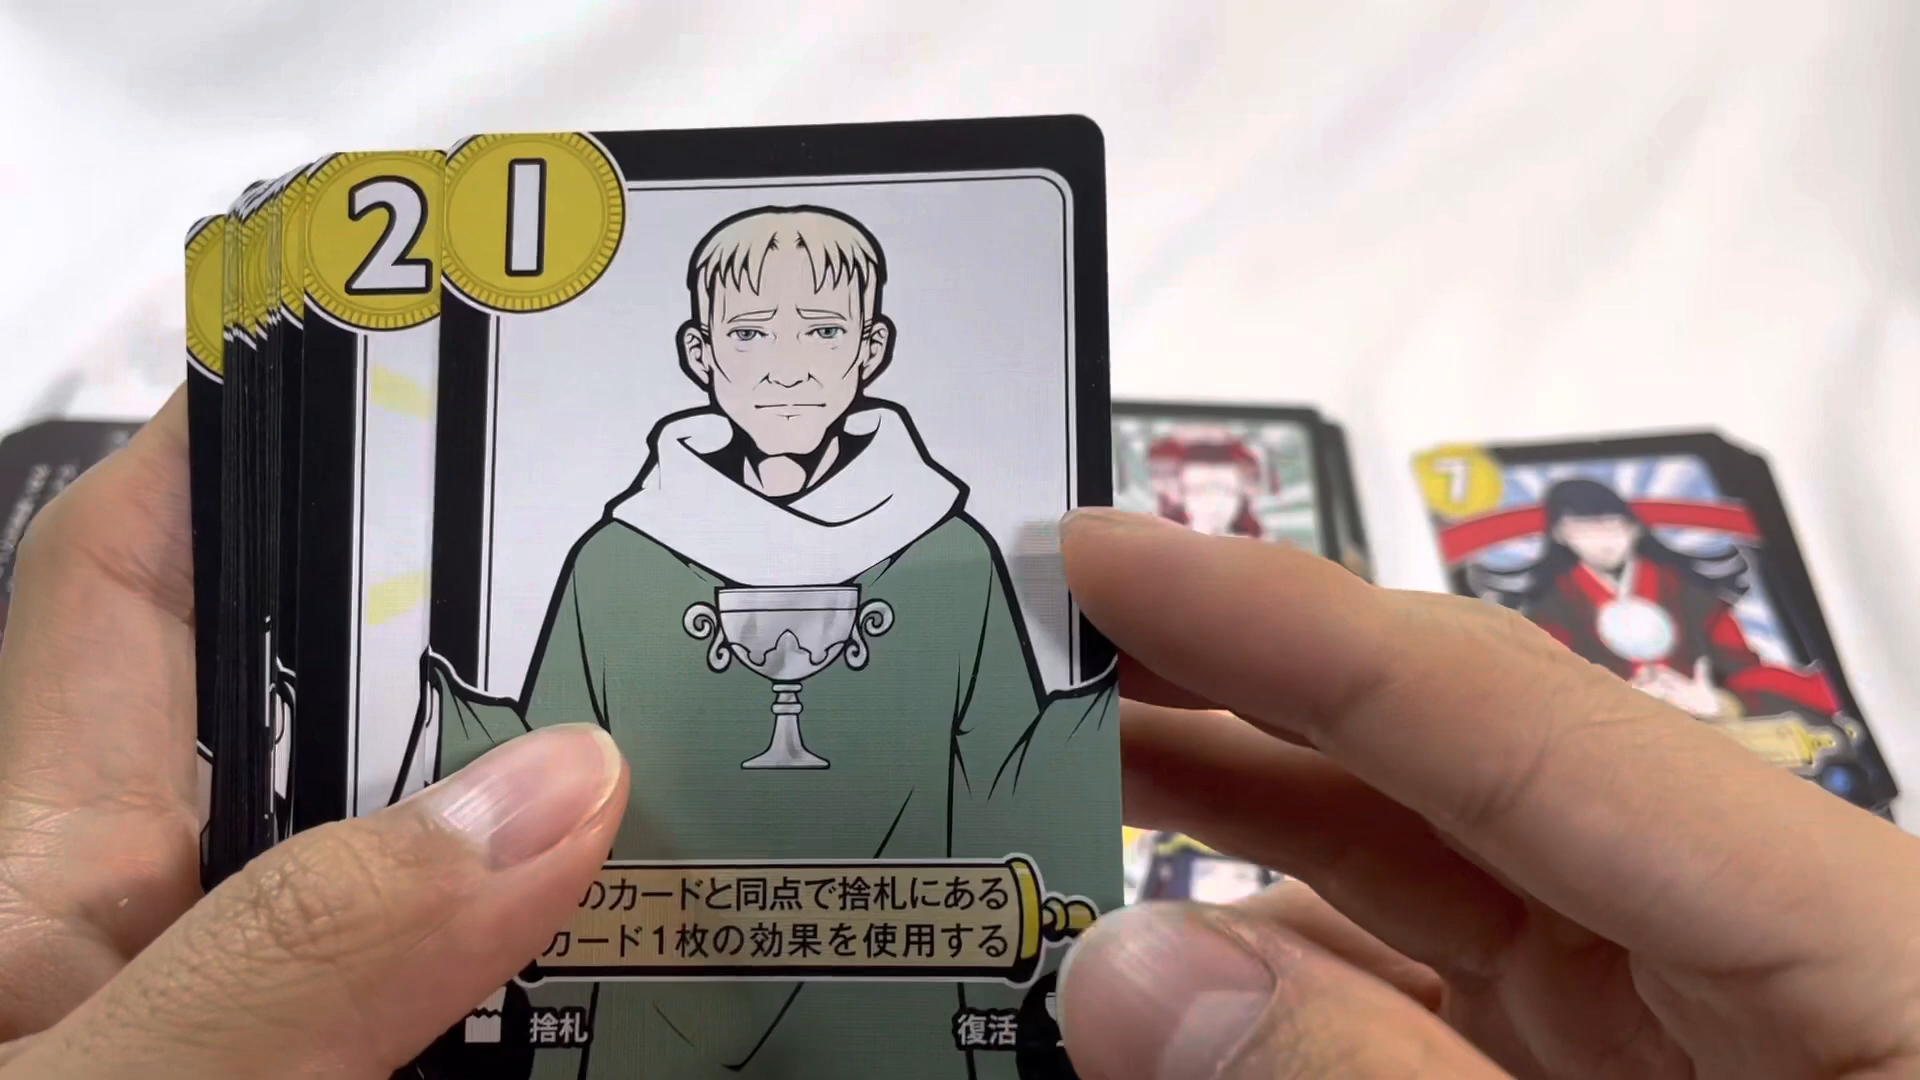 2 1
7
のカードと同点で捨札にある
カード1枚の効果を使用する
捨札 復活